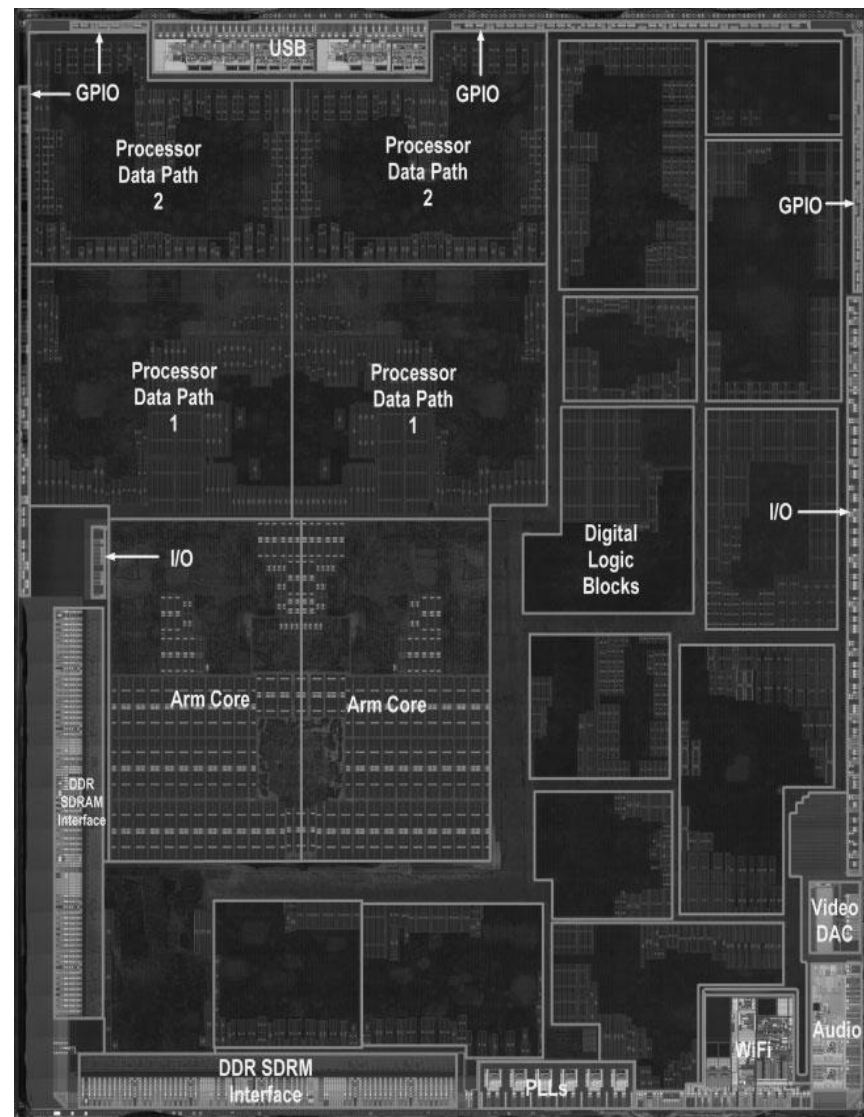 USB
GPIO
GPIO
Processor
Data Path
2
Processor
Data Path
2
GPIO
Processor
Data Path
1
Processor
Data Path
1
I/O
I/O
Digital
Logic
Blocks
Arm Core
Arm Core
DDR
SDRAM
Interface
Video
DAC
DDR SDRM
Interface
PLLs
WiFi
Audio